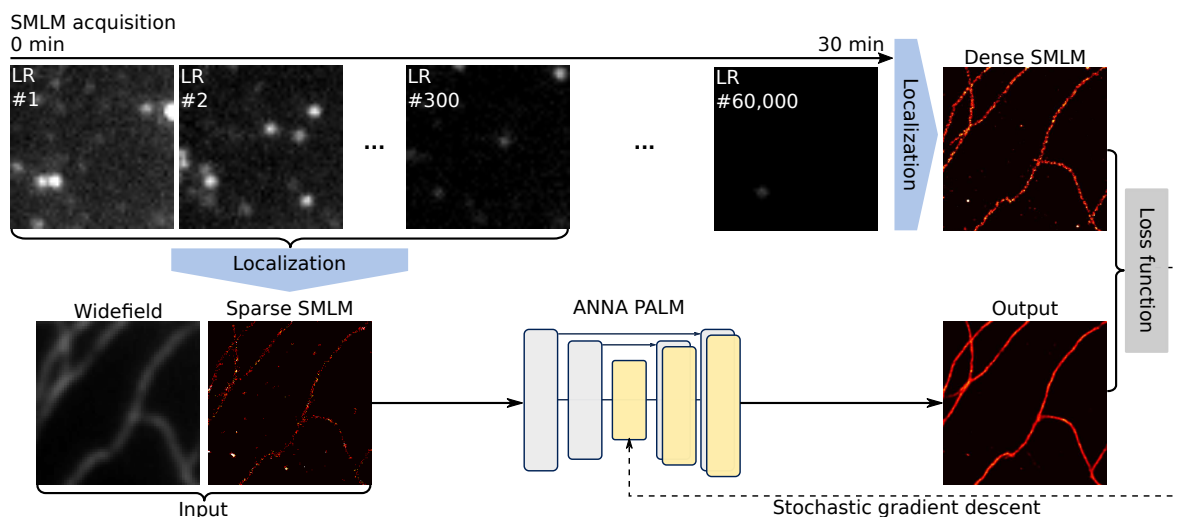 SMLM acquisition
0 min
30 min
LR
#1
LR
#2
...
LR
#300
...
LR
#60,000
Localization
Dense SMLM
Loss function
Localization
Widefield
Sparse SMLM
ANNA PALM
Output
Input
Stochastic gradient descent